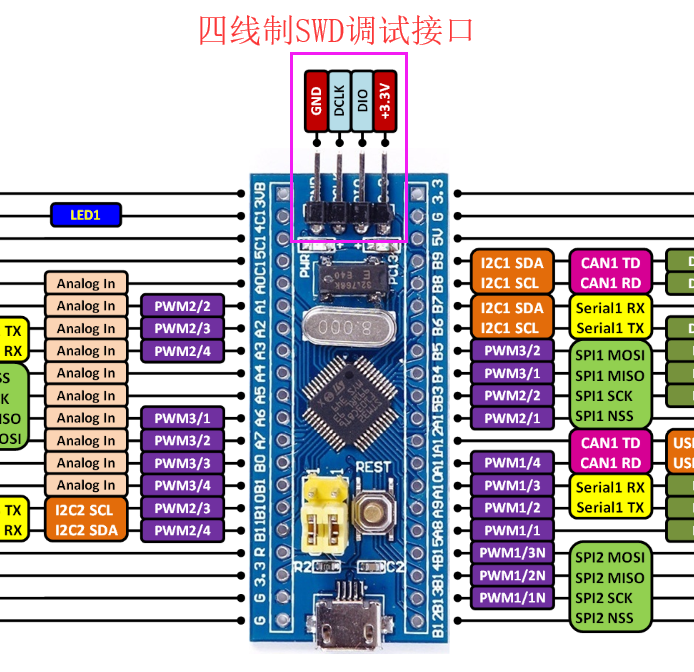 四线制SWD调试接口
GND
DCLK
DIO
+3.3V
VB
C13
C14
C15
A0
A1
A2
A3
A4
A5
A6
A7
B0
B1
B10
B11
R
3.3
G
G
3.3
G
5V
B9
B8
B7
B6
B5
B4
B3
A15
A12
A11
A10
A9
A8
B15
B14
B13
B12
PWR
PC13
32.768K
E40
8.000
REST
1
1
R2
C2
LED1
Analog In
Analog In PWM2/2
TX Analog In PWM2/3
RX Analog In PWM2/4
SS Analog In
K Analog In
ISO Analog In PWM3/1
OSI Analog In PWM3/2
Analog In PWM3/3
Analog In PWM3/4
TX I2C2 SCL PWM2/3
RX I2C2 SDA PWM2/4
I2C1 SDA CAN1 TD
I2C1 SCL CAN1 RD
I2C1 SDA Serial1 RX
I2C1 SCL Serial1 TX
PWM3/2 SPI1 MOSI
PWM3/1 SPI1 MISO
PWM2/2 SPI1 SCK
PWM2/1 SPI1 NSS
CAN1 TD
PWM1/4 CAN1 RD
PWM1/3 Serial1 RX
PWM1/2 Serial1 TX
PWM1/1
PWM1/3N SPI2 MOSI
PWM1/2N SPI2 MISO
PWM1/1N SPI2 SCK
SPI2 NSS